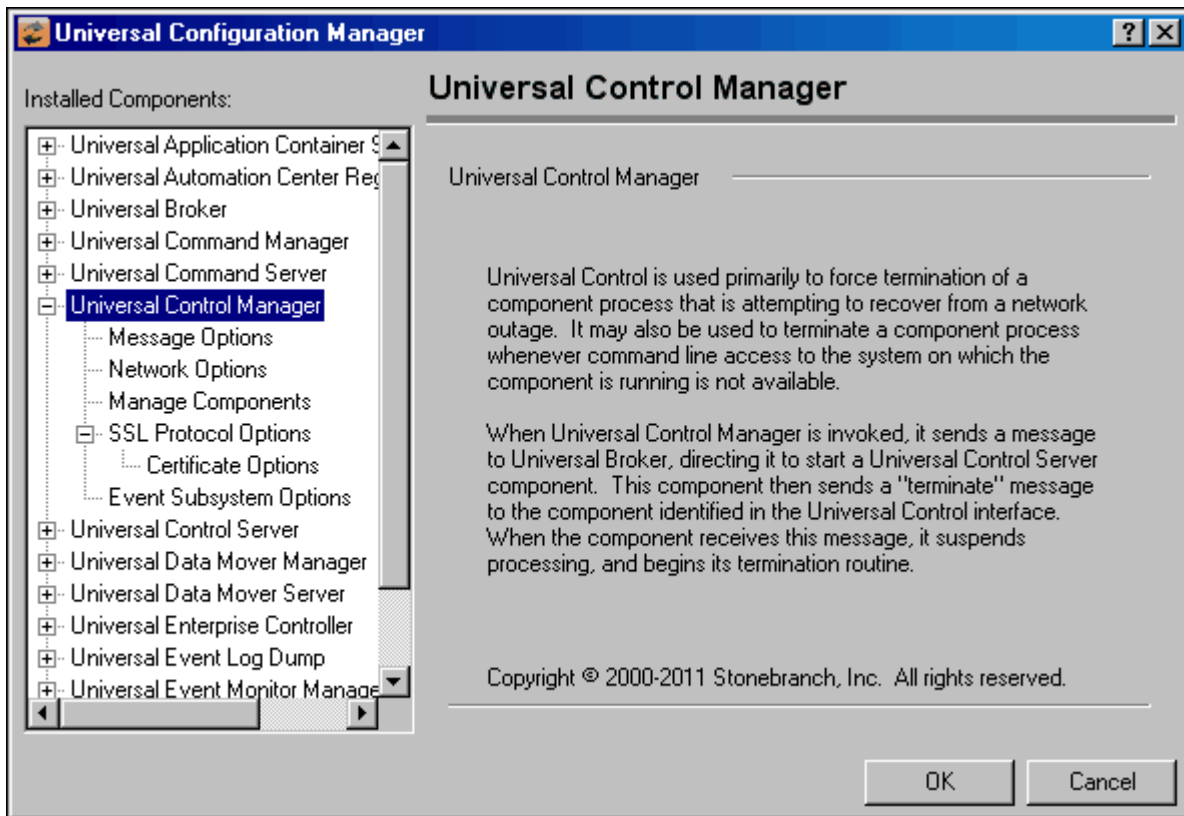 Universal Configuration Manager
Installed Components:
Universal Application Container
Universal Automation Center Reg
Universal Broker
Universal Command Manager
Universal Command Server
Universal Control Manager
Message Options
Network Options
Manage Components
SSL Protocol Options
Certificate Options
Event Subsystem Options
Universal Control Server
Universal Data Mover Manager
Universal Data Mover Server
Universal Enterprise Controller
Universal Event Log Dump
Universal Event Monitor Manage
Universal Control Manager
Universal Control Manager
Universal Control is used primarily to force termination of a
component process that is attempting to recover from a network
outage.  It may also be used to terminate a component process
whenever command line access to the system on which the
component is running is not available.
When Universal Control Manager is invoked, it sends a message
to Universal Broker, directing it to start a Universal Control Server
component.  This component then sends a "terminate" message
to the component identified in the Universal Control interface.
When the component receives this message, it suspends
processing, and begins its termination routine.
Copyright © 2000-2011 Stonebranch, Inc.  All rights reserved.
OK
Cancel